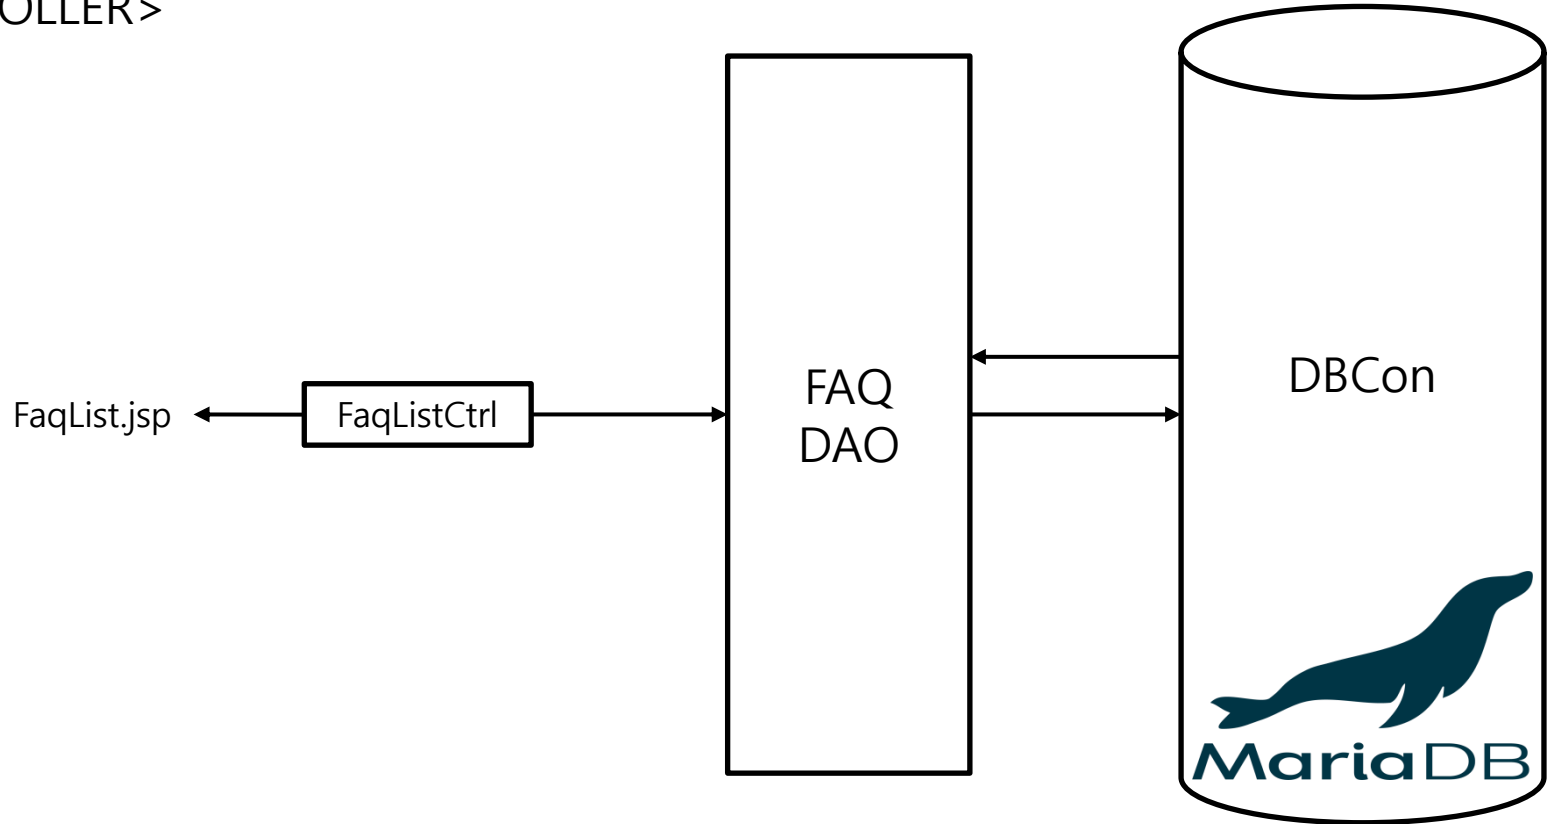 OLLER>
FaqList.jsp
FaqListCtrl
FAQ
DAO
DBCon
MariaDB